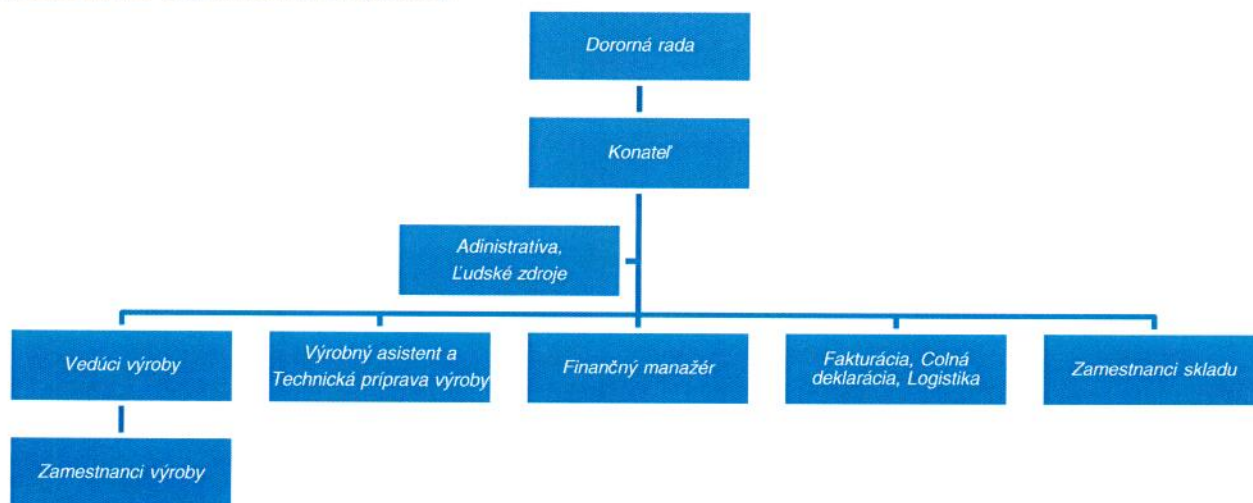 Dororná rada
Konateľ
Adinistratíva,
Ľudské zdroje
Vedúci výroby
Výrobný asistent a
Technická príprava výroby
Finančný manažér
Fakturácia, Colná
deklarácia, Logistika
Zamestnanci skladu
Zamestnanci výroby